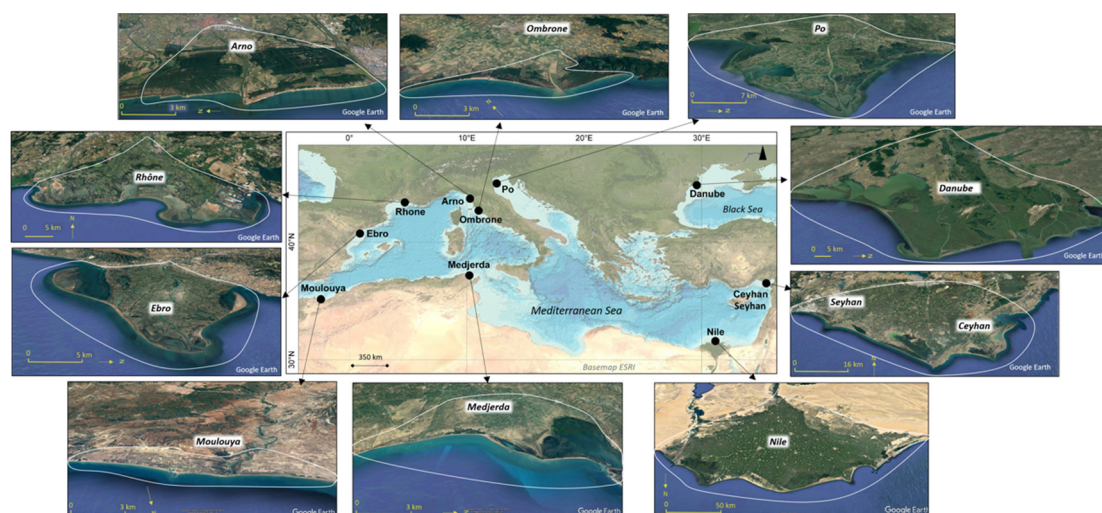 Arno
0
3 km
N
Google Earth
Ombrone
0
3 km
Google Earth
Po
0
7 km
N
Google Earth
Rhône
0 5 km
N
Google Earth
Ebro
0
5 km
N
Google Earth
0°
10°E
20°E
30°E
40°N
30°N
Po
Danube
Black Sea
Arno
Rhone
Ombrone
Ebro
Medjerda
Moulouya
Ceyhan
Seyhan
Mediterranean Sea
Nile
350 km
Basemap ESRI
Danube
0 5 km
N
Google Earth
Seyhan
Ceyhan
0
16 km
N
Google Earth
Moulouya
0
3 km
Google Earth
Medjerda
0
3 km
N
Google Earth
Nile
N
0
50 km
Google Earth